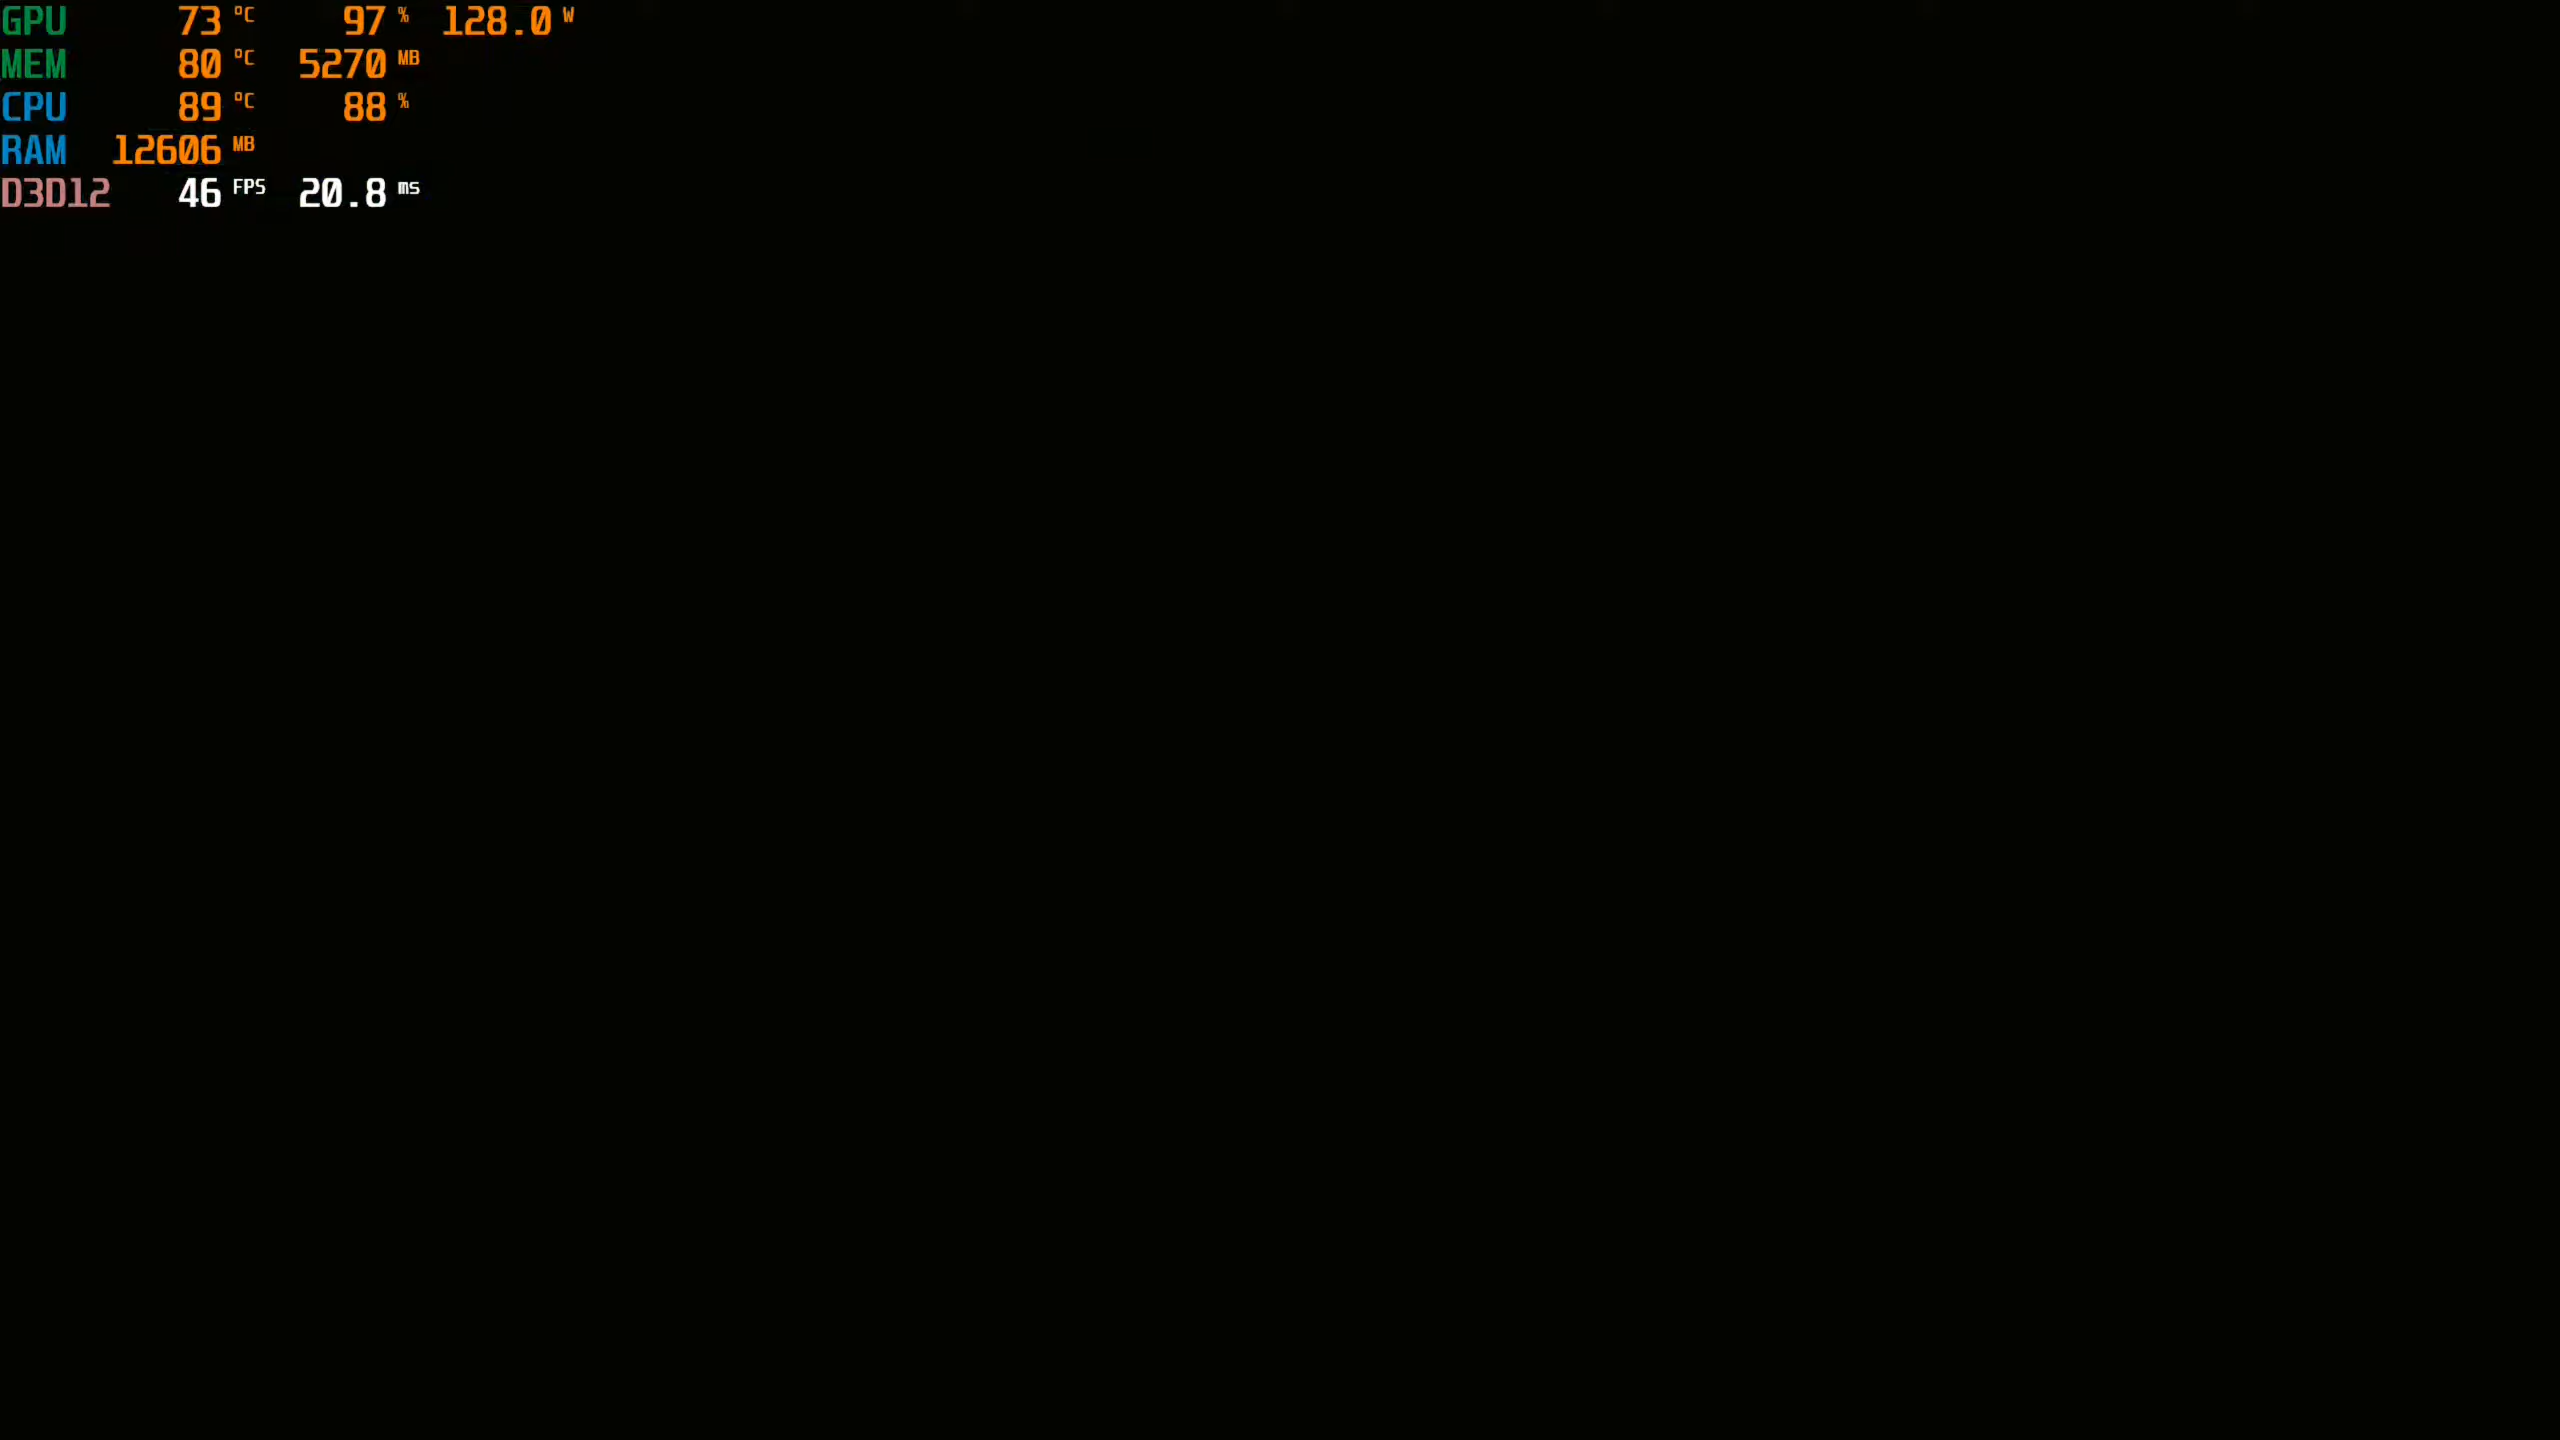 GPU 73 °C 97 % 128.0 W
MEM 80 °C 5270 MB
CPU 89 °C 88 %
RAM 12606 MB
D3D12 46 FPS 20.8 ms